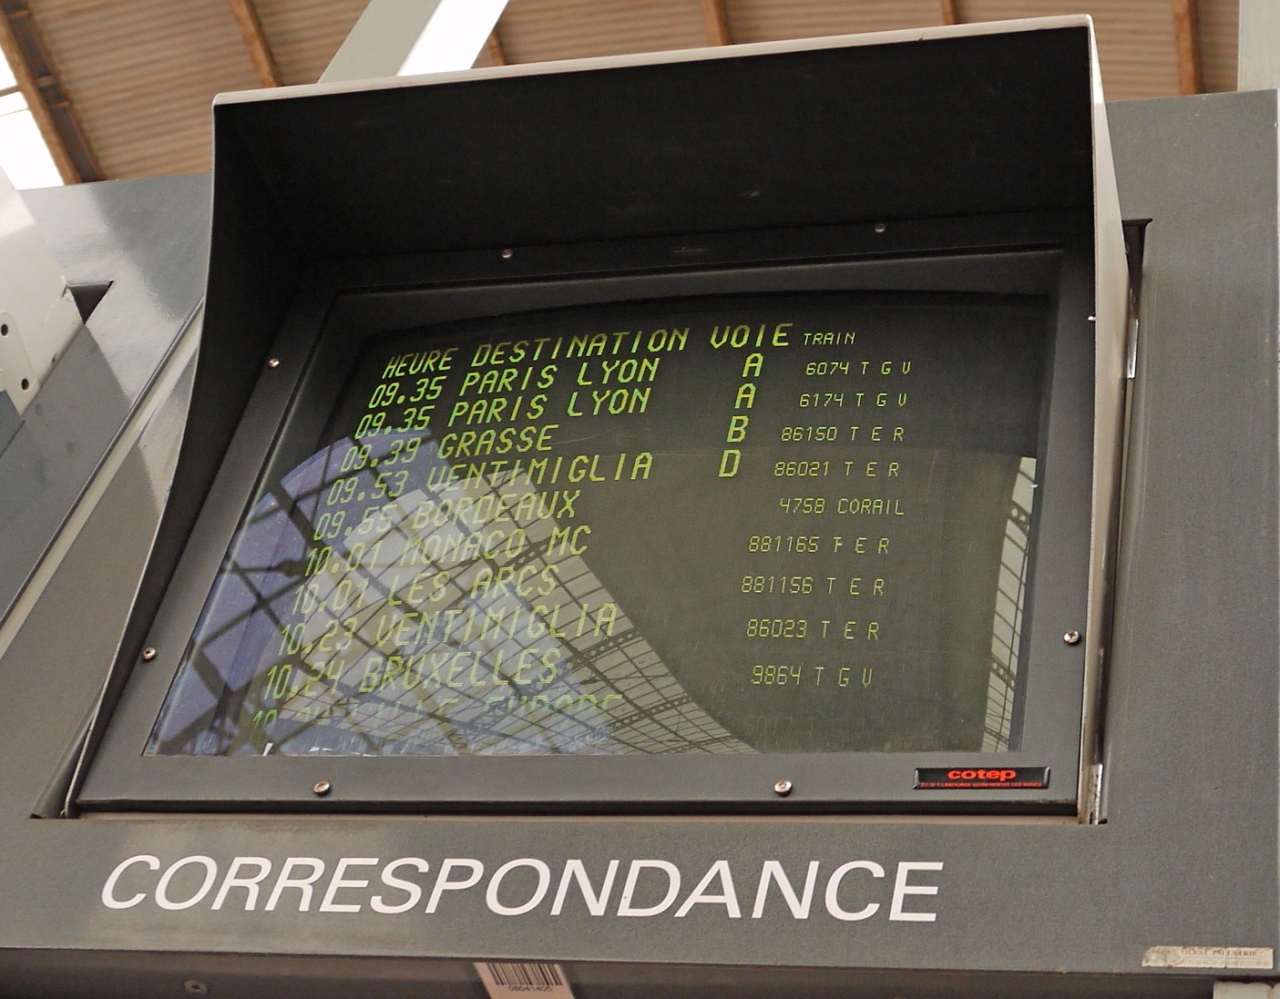 HEURE DESTINATION VOIE TRAIN
09.35 PARIS LYON A 6074 T G V
09.35 PARIS LYON A 6174 T G V
09.39 GRASSE B 86150 T E R
09.53 VENTIMIGLIA D 86021 T E R
09.55 BORDEAUX 4758 CORAIL
10.01 MONACO MC 881165 T E R
10.01 LES ARCS 881156 T E R
10.23 VENTIMIGLIA 86023 T E R
10.24 BRUXELLES 9864 T G V
cotep
CORRESPONDANCE